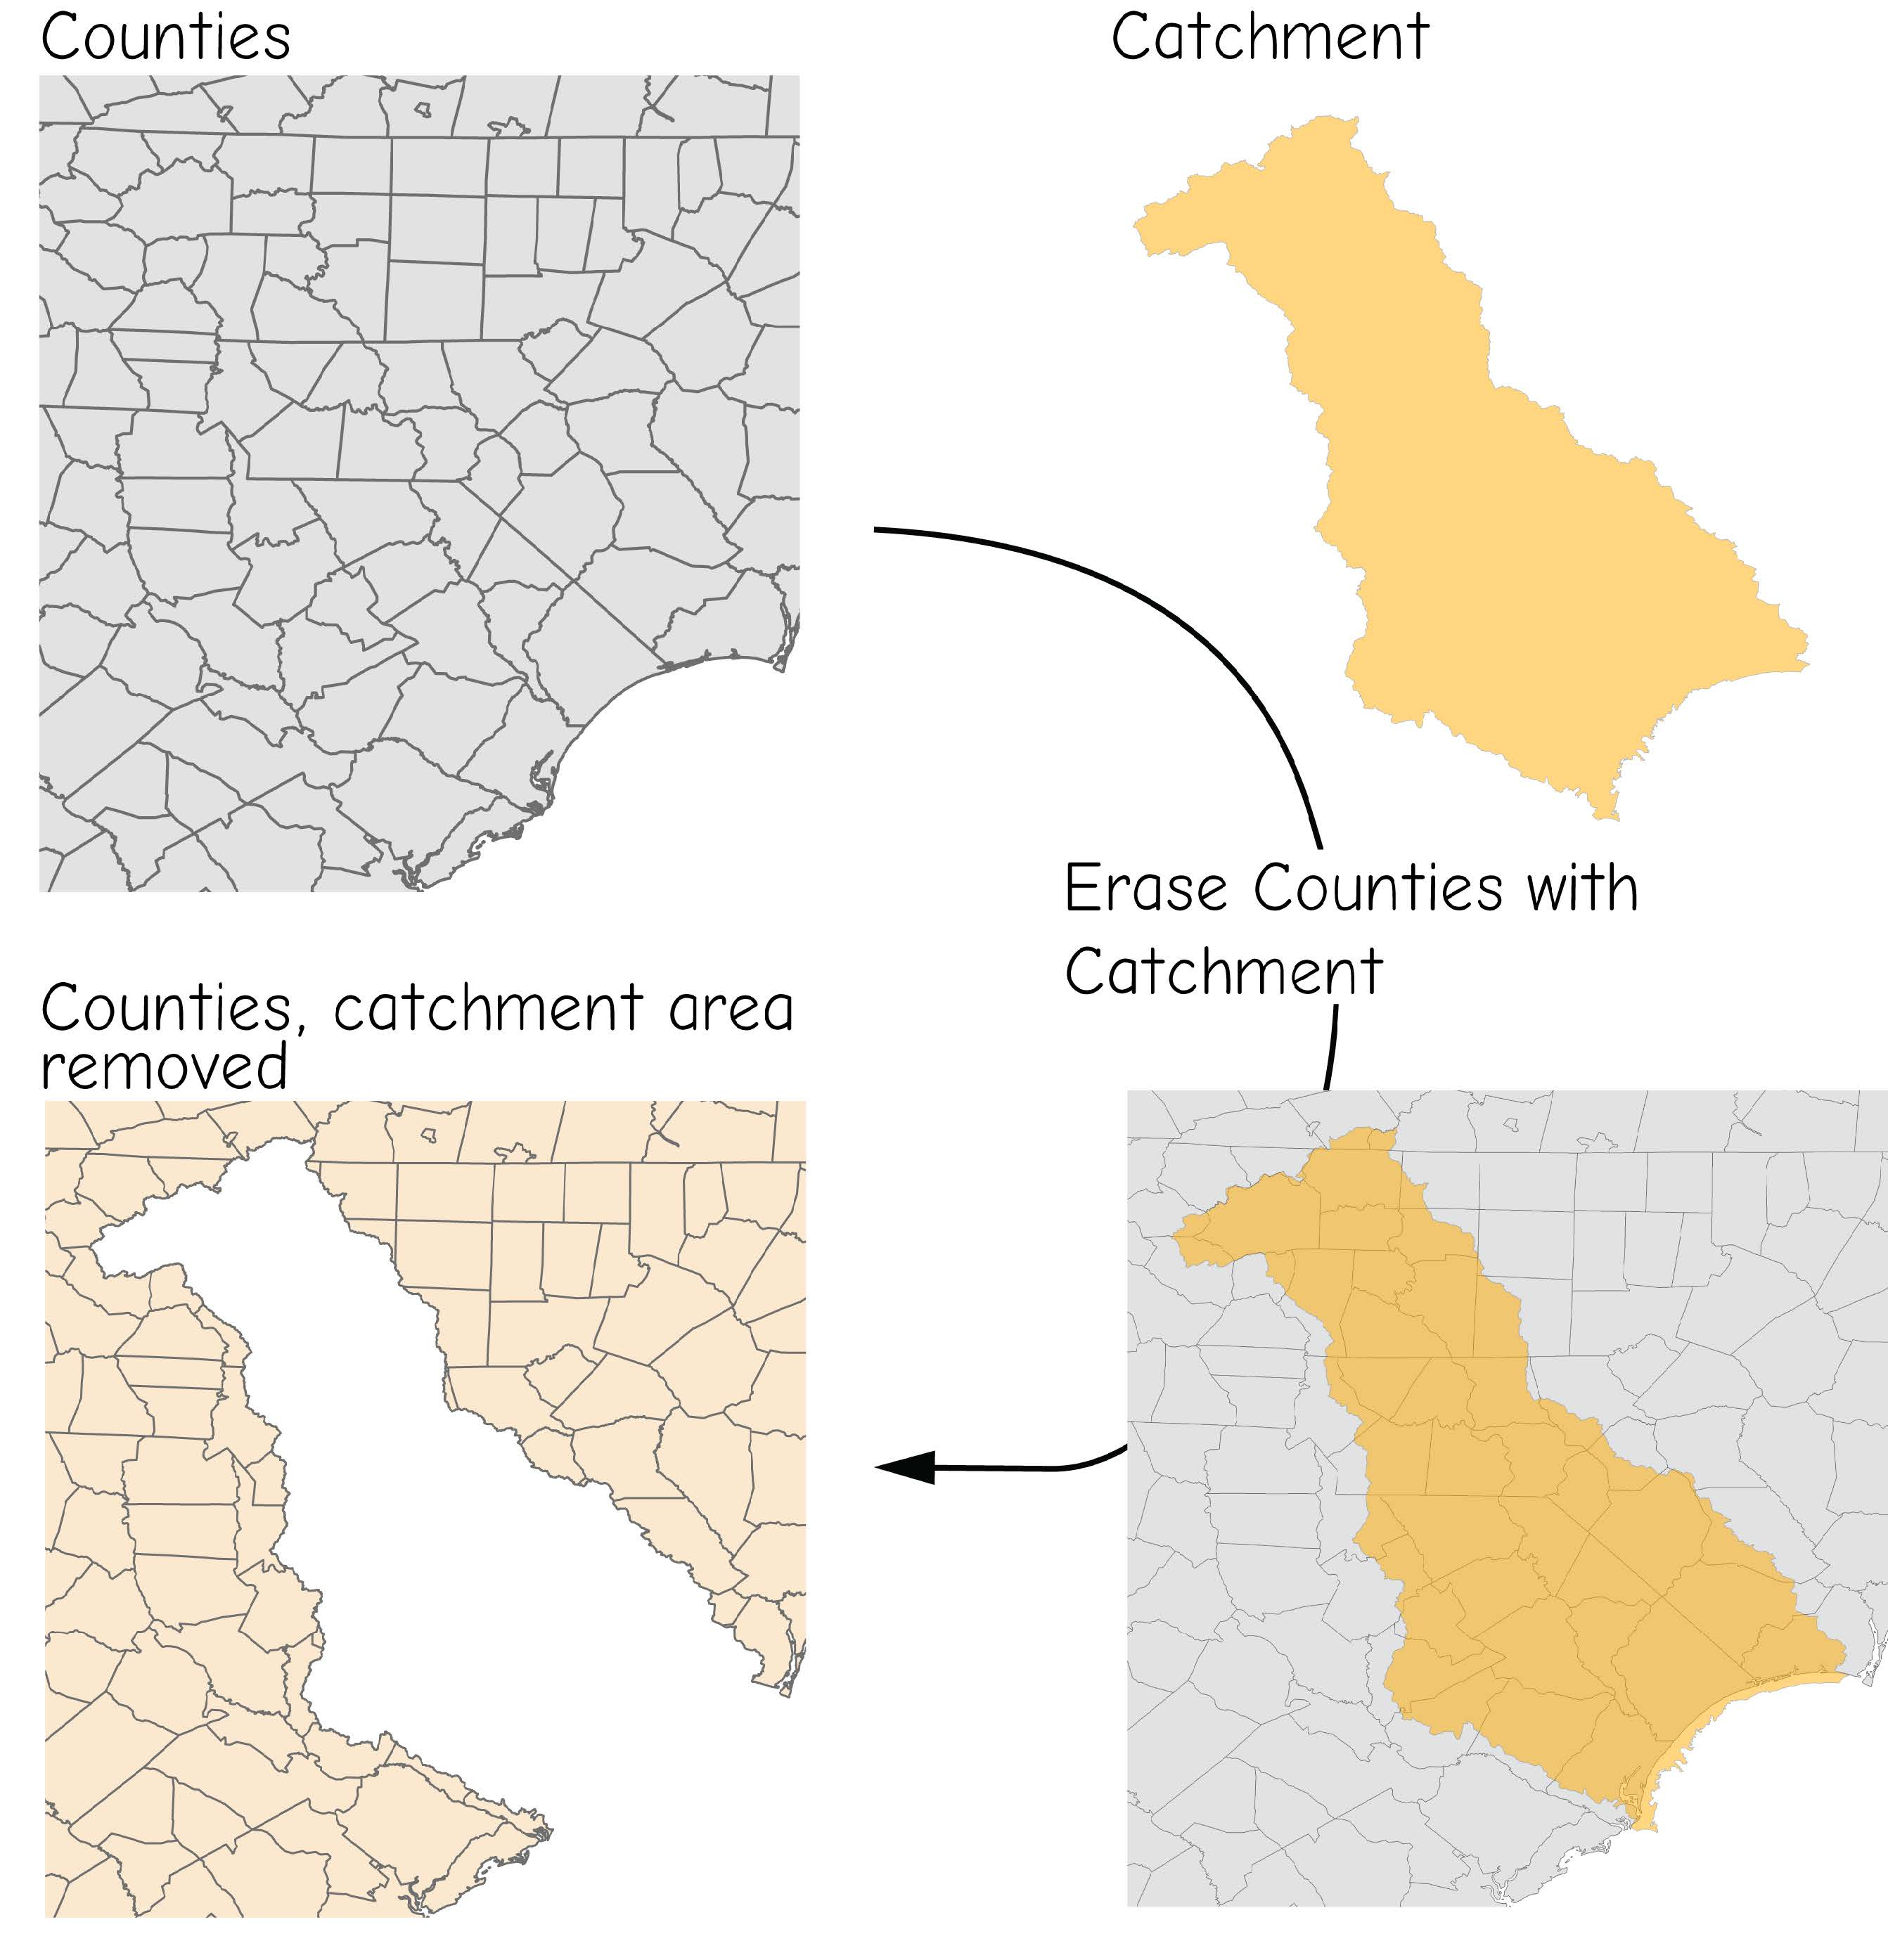 Counties
Catchment
Erase Counties with
Catchment
Counties, catchment area
removed